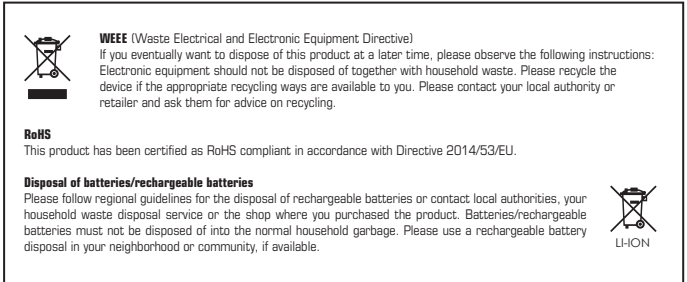 WEEE (Waste Electrical and Electronic Equipment Directive)
If you eventually want to dispose of this product at a later time, please observe the following instructions:
Electronic equipment should not be disposed of together with household waste. Please recycle the
device if the appropriate recycling ways are available to you. Please contact your local authority or
retailer and ask them for advice on recycling.
RoHS
This product has been certified as RoHS compliant in accordance with Directive 2014/53/EU.
Disposal of batteries/rechargeable batteries
Please follow regional guidelines for the disposal of rechargeable batteries or contact local authorities, your
household waste disposal service or the shop where you purchased the product. Batteries/rechargeable
batteries must not be disposed of into the normal household garbage. Please use a rechargeable battery
disposal in your neighborhood or community, if available.
LI-ION